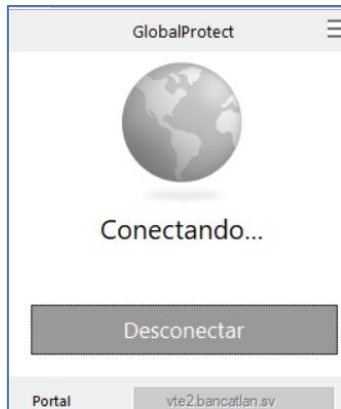 GlobalProtect
Conectando...
Desconectar
Portal vte2.bancatlan.sv